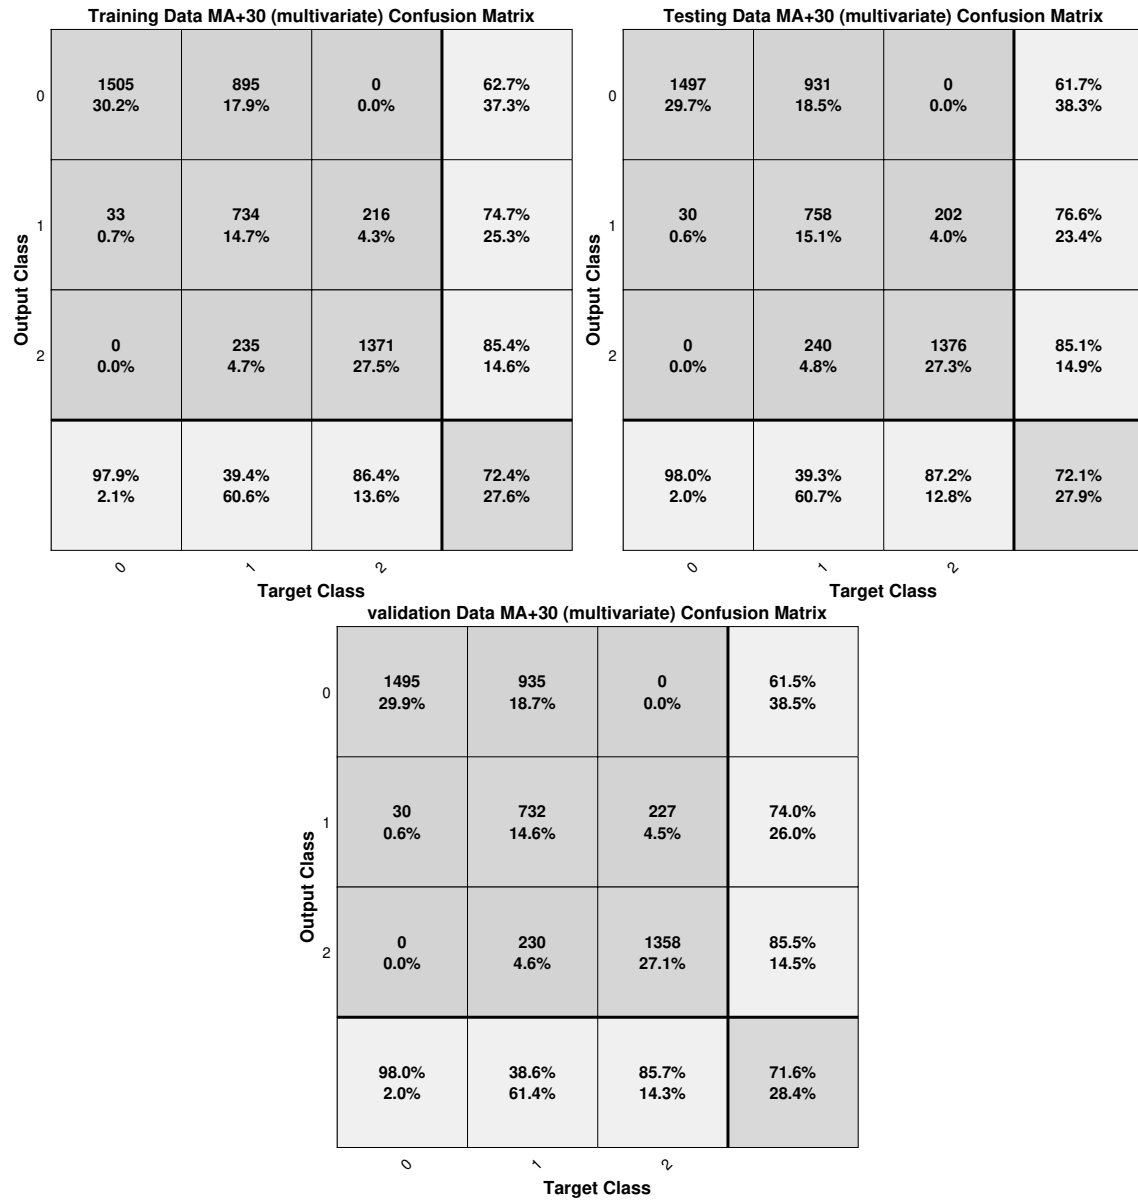 Training Data MA+30 (multivariate) Confusion Matrix
0
1505 895 0 62.7%
30.2% 17.9% 0.0% 37.3%
1
33 734 216 74.7%
0.7% 14.7% 4.3% 25.3%
2
0 235 1371 85.4%
0.0% 4.7% 27.5% 14.6%
97.9% 39.4% 86.4% 72.4%
2.1% 60.6% 13.6% 27.6%
0 1 2
Output Class
Target Class
Testing Data MA+30 (multivariate) Confusion Matrix
0
1497 931 0 61.7%
29.7% 18.5% 0.0% 38.3%
1
30 758 202 76.6%
0.6% 15.1% 4.0% 23.4%
2
0 240 1376 85.1%
0.0% 4.8% 27.3% 14.9%
98.0% 39.3% 87.2% 72.1%
2.0% 60.7% 12.8% 27.9%
0 1 2
Output Class
Target Class
validation Data MA+30 (multivariate) Confusion Matrix
0
1495 935 0 61.5%
29.9% 18.7% 0.0% 38.5%
1
30 732 227 74.0%
0.6% 14.6% 4.5% 26.0%
2
0 230 1358 85.5%
0.0% 4.6% 27.1% 14.5%
98.0% 38.6% 85.7% 71.6%
2.0% 61.4% 14.3% 28.4%
0 1 2
Output Class
Target Class